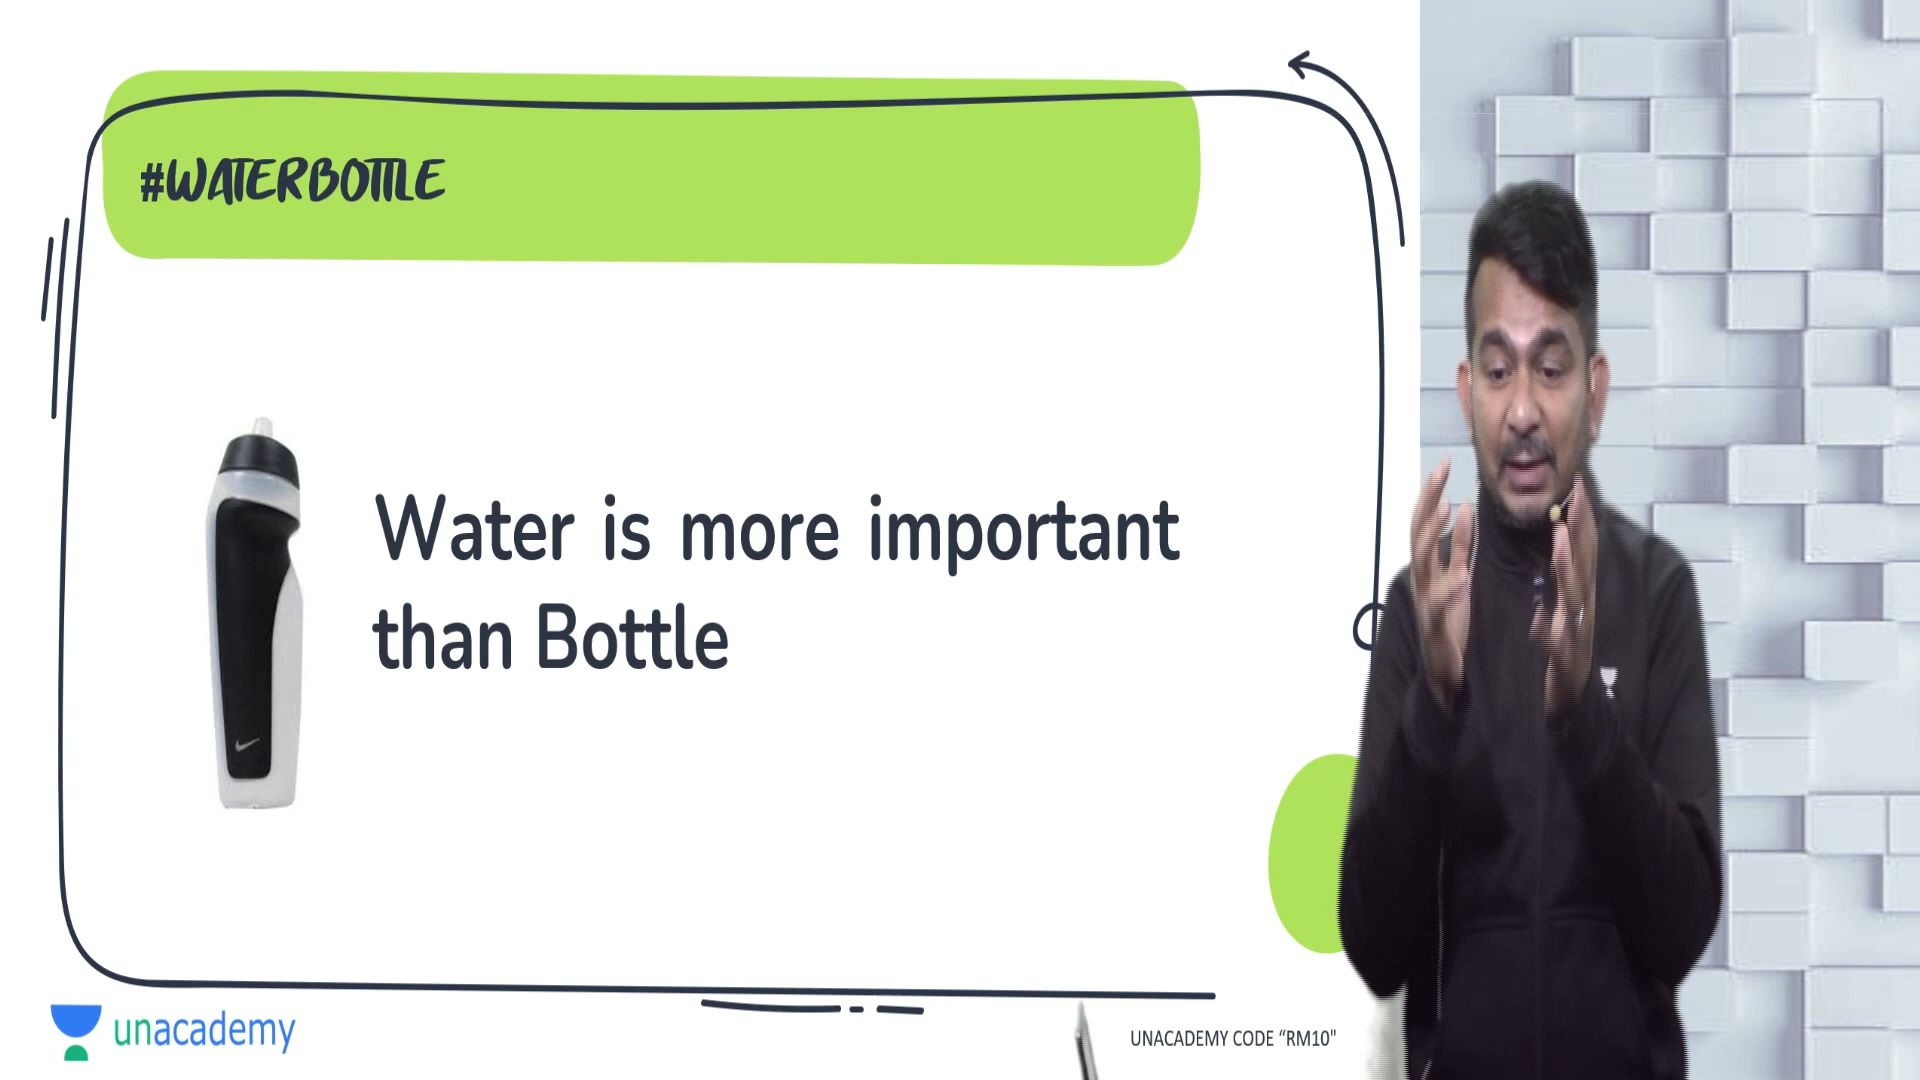 #WATERBOTTLE
Water is more important
than Bottle
unacademy
UNACADEMY CODE “RM10"